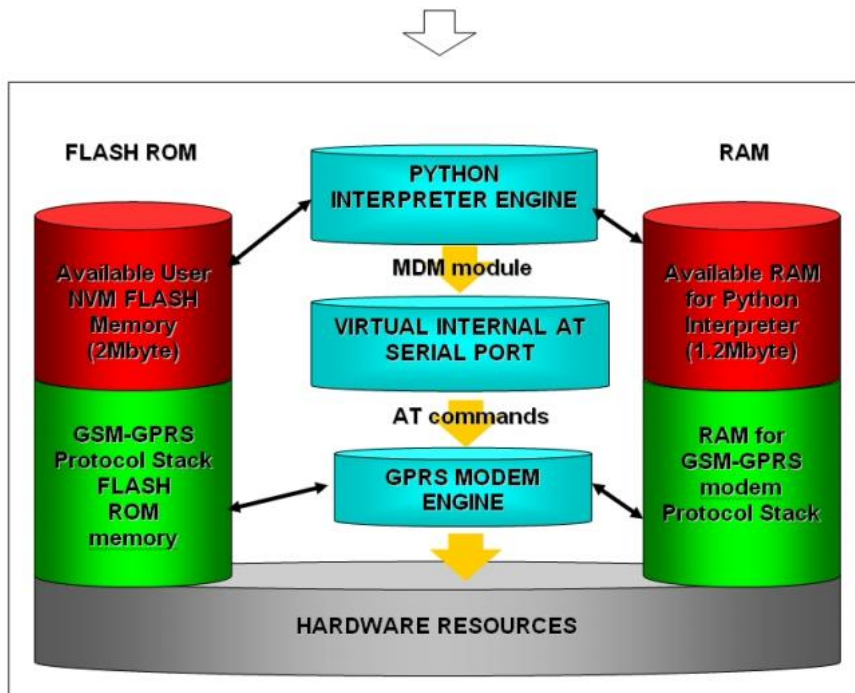 FLASH ROM
RAM
PYTHON
INTERPRETER ENGINE
Available User
NVM FLASH
Memory
(2Mbyte)
MDM module
Available RAM
for Python
Interpreter
(1.2Mbyte)
VIRTUAL INTERNAL AT
SERIAL PORT
AT commands
GSM-GPRS
Protocol Stack
FLASH
ROM
memory
GPRS MODEM
ENGINE
RAM for
GSM-GPRS
modem
Protocol Stack
HARDWARE RESOURCES